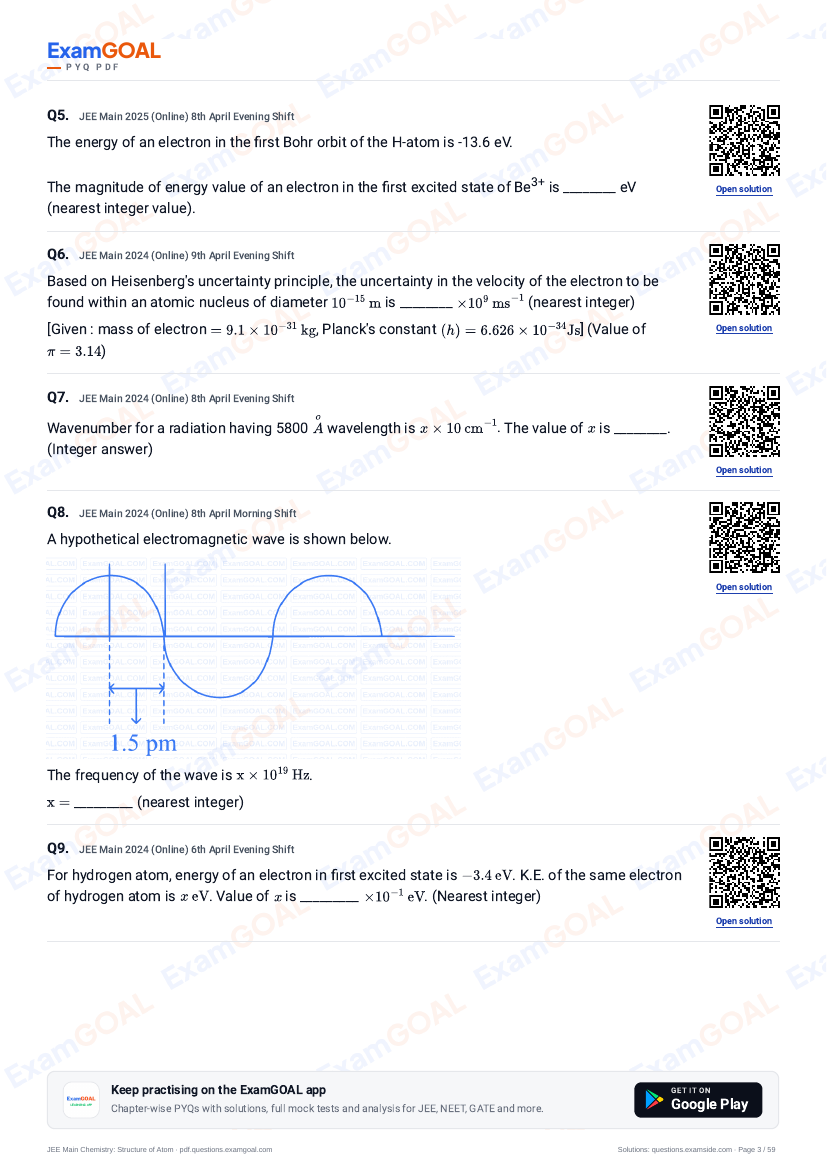 ExamGOAL
PYQ PDF
Q5. JEE Main 2025 (Online) 8th April Evening Shift
The energy of an electron in the first Bohr orbit of the H-atom is -13.6 eV.
The magnitude of energy value of an electron in the first excited state of Be³⁺ is ________ eV
(nearest integer value).
Open solution
Q6. JEE Main 2024 (Online) 9th April Evening Shift
Based on Heisenberg's uncertainty principle, the uncertainty in the velocity of the electron to be
found within an atomic nucleus of diameter 10⁻¹⁵ m is ________ ×10⁹ ms⁻¹ (nearest integer)
[Given : mass of electron = 9.1 × 10⁻³¹ kg, Planck's constant (h) = 6.626 × 10⁻³⁴Js] (Value of
π = 3.14)
Open solution
Q7. JEE Main 2024 (Online) 8th April Evening Shift
Wavenumber for a radiation having 5800 Å wavelength is x × 10 cm⁻¹. The value of x is ________.
(Integer answer)
Open solution
Q8. JEE Main 2024 (Online) 8th April Morning Shift
A hypothetical electromagnetic wave is shown below.
1.5 pm
The frequency of the wave is x × 10¹⁹ Hz.
x = _________ (nearest integer)
Open solution
Q9. JEE Main 2024 (Online) 6th April Evening Shift
For hydrogen atom, energy of an electron in first excited state is −3.4 eV. K.E. of the same electron
of hydrogen atom is x eV. Value of x is _________ ×10⁻¹ eV. (Nearest integer)
Open solution
Keep practising on the ExamGOAL app
Chapter-wise PYQs with solutions, full mock tests and analysis for JEE, NEET, GATE and more.
GET IT ON
Google Play
JEE Main Chemistry: Structure of Atom · pdf.questions.examgoal.com
Solutions: questions.examside.com · Page 3 / 59